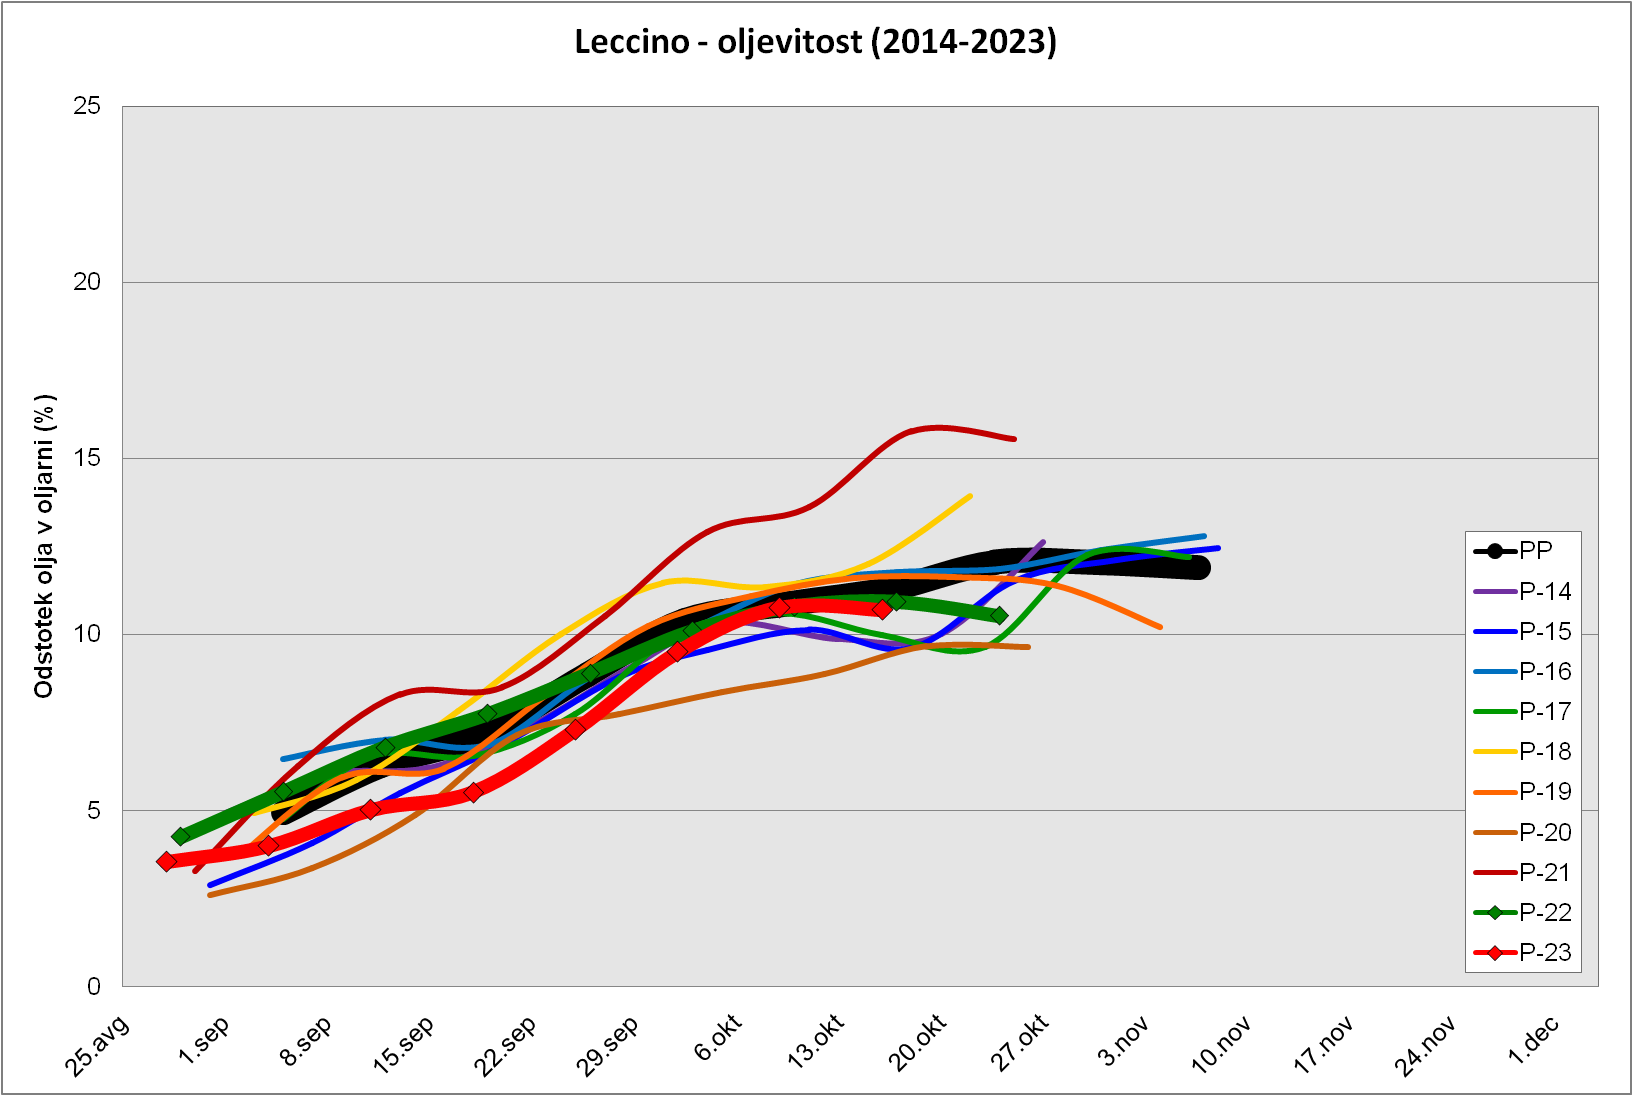 Leccino - oljevitost (2014-2023)
Odstotek olja v oljarni (%)
25
20
15
10
5
0
25.avg
1.sep
8.sep
15.sep
22.sep
29.sep
6.okt
13.okt
20.okt
27.okt
3.nov
10.nov
17.nov
24.nov
1.dec
PP
P-14
P-15
P-16
P-17
P-18
P-19
P-20
P-21
P-22
P-23